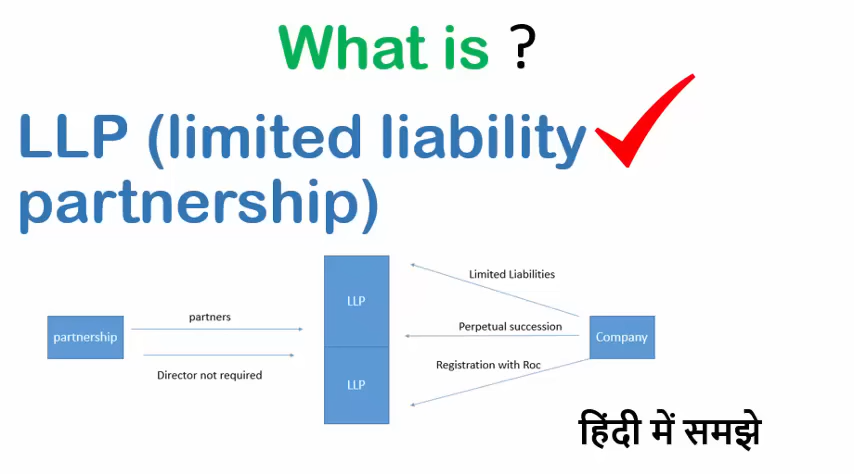 What is ?
LLP (limited liability
partnership)
partnership
partners
Director not required
LLP
LLP
Limited Liabilities
Perpetual succession
Registration with Roc
Company
हिंदी में समझे